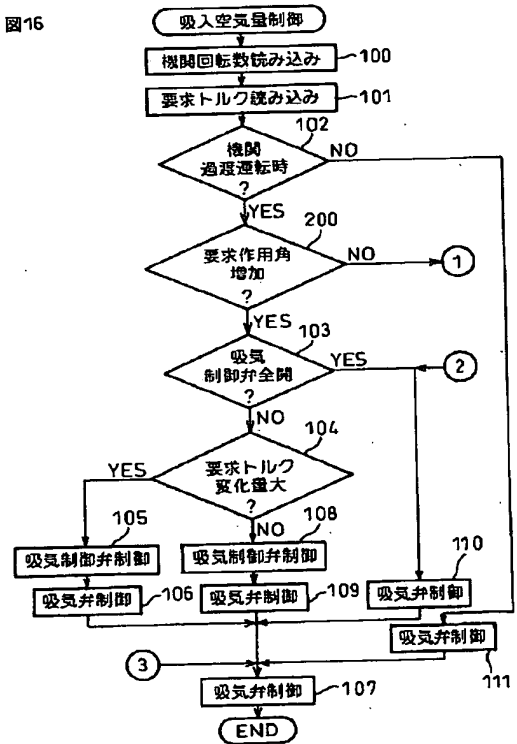 図16
吸入空気量制御
機関回転数読み込み
100
要求トルク読み込み
101
102
機関
過渡運転時
?
NO
YES
200
要求作用角
増加
?
NO
1
YES
103
吸気
制御弁全開
?
YES
2
NO
104
要求トルク
変化量大
?
YES
NO
105
吸気制御弁制御
108
吸気制御弁制御
吸気弁制御
106
吸気弁制御
109
110
吸気弁制御
吸気弁制御
111
3
吸気弁制御
107
END